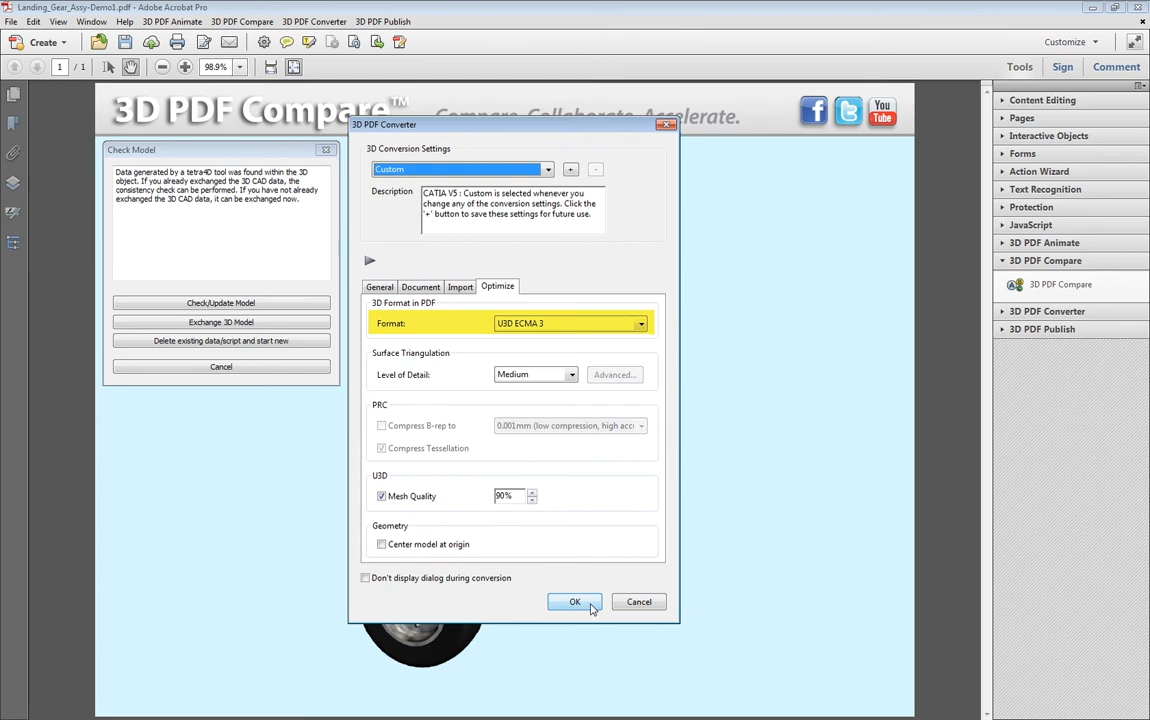 Landing_Gear_Assy-Demo1.pdf - Adobe Acrobat Pro
File Edit View Window Help 3D PDF Animate 3D PDF Compare 3D PDF Converter 3D PDF Publish
Create Customize
1 / 1 98.9% Tools Sign Comment
3D PDF Compare™ Compare. Collaborate. Accelerate.
f You Tube
Check Model
Data generated by a tetra4D tool was found within the 3D
object. If you already exchanged the 3D CAD data, the
consistency check can be performed. If you have not already
exchanged the 3D CAD data, it can be exchanged now.
Check/Update Model
Exchange 3D Model
Delete existing data/script and start new
Cancel
3D PDF Converter
3D Conversion Settings
Custom + -
Description
CATIA V5 : Custom is selected whenever you
change any of the conversion settings. Click the
'+' button to save these settings for future use.
General Document Import Optimize
3D Format in PDF
Format: U3D ECMA 3
Surface Triangulation
Level of Detail: Medium Advanced...
PRC
Compress B-rep to 0.001mm (low compression, high acc
Compress Tessellation
U3D
Mesh Quality 90%
Geometry
Center model at origin
Don't display dialog during conversion
OK Cancel
Content Editing
Pages
Interactive Objects
Forms
Action Wizard
Text Recognition
Protection
JavaScript
3D PDF Animate
3D PDF Compare
3D PDF Compare
3D PDF Converter
3D PDF Publish